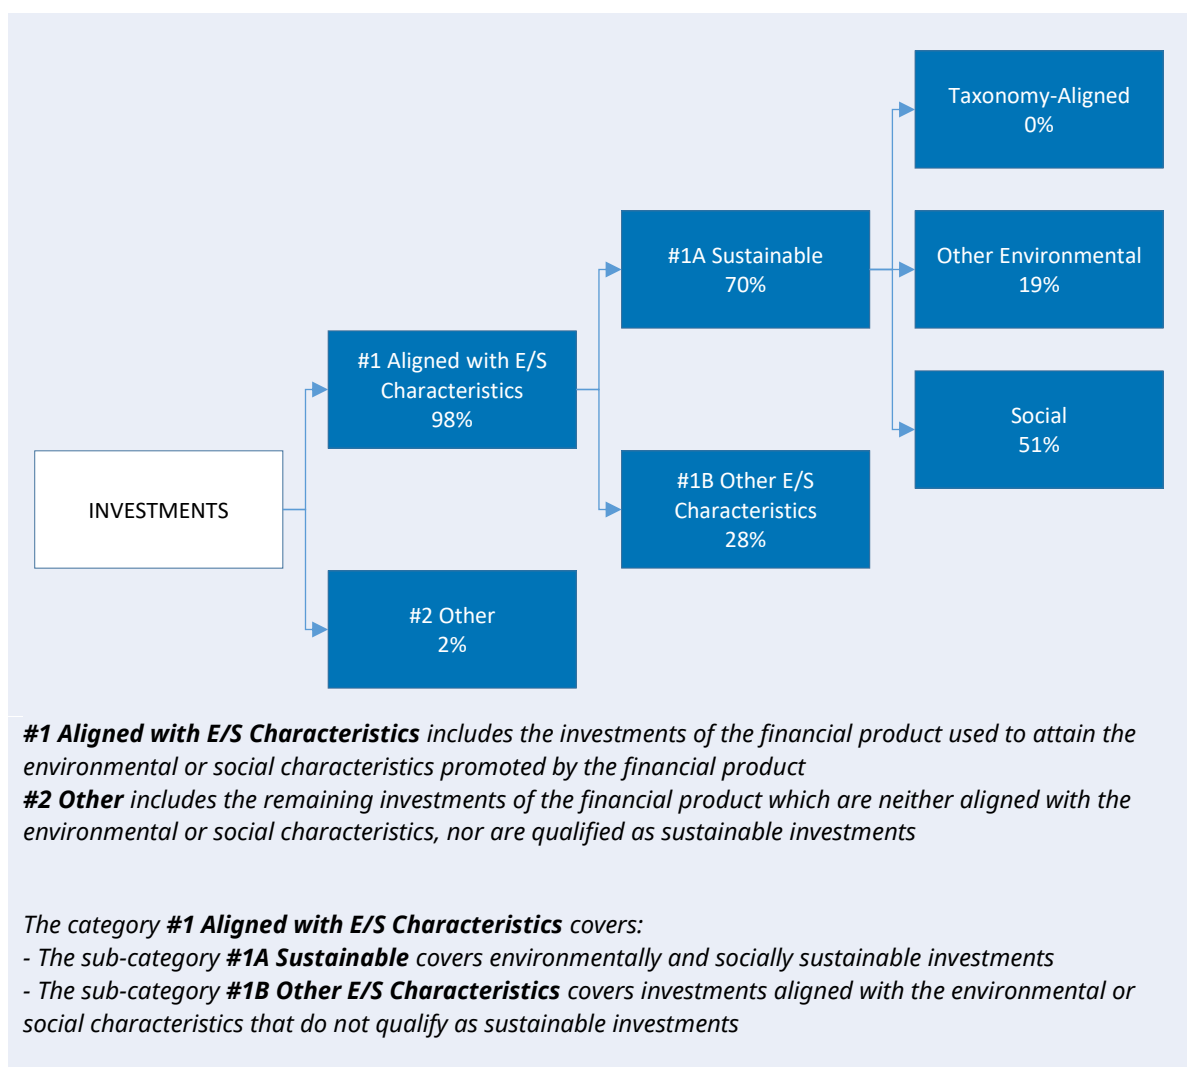 Taxonomy-Aligned
0%
#1A Sustainable
70%
Other Environmental
19%
#1 Aligned with E/S
Characteristics
98%
Social
51%
INVESTMENTS
#1B Other E/S
Characteristics
28%
#2 Other
2%
#1 Aligned with E/S Characteristics includes the investments of the financial product used to attain the
environmental or social characteristics promoted by the financial product
#2 Other includes the remaining investments of the financial product which are neither aligned with the
environmental or social characteristics, nor are qualified as sustainable investments
The category #1 Aligned with E/S Characteristics covers:
- The sub-category #1A Sustainable covers environmentally and socially sustainable investments
- The sub-category #1B Other E/S Characteristics covers investments aligned with the environmental or
social characteristics that do not qualify as sustainable investments